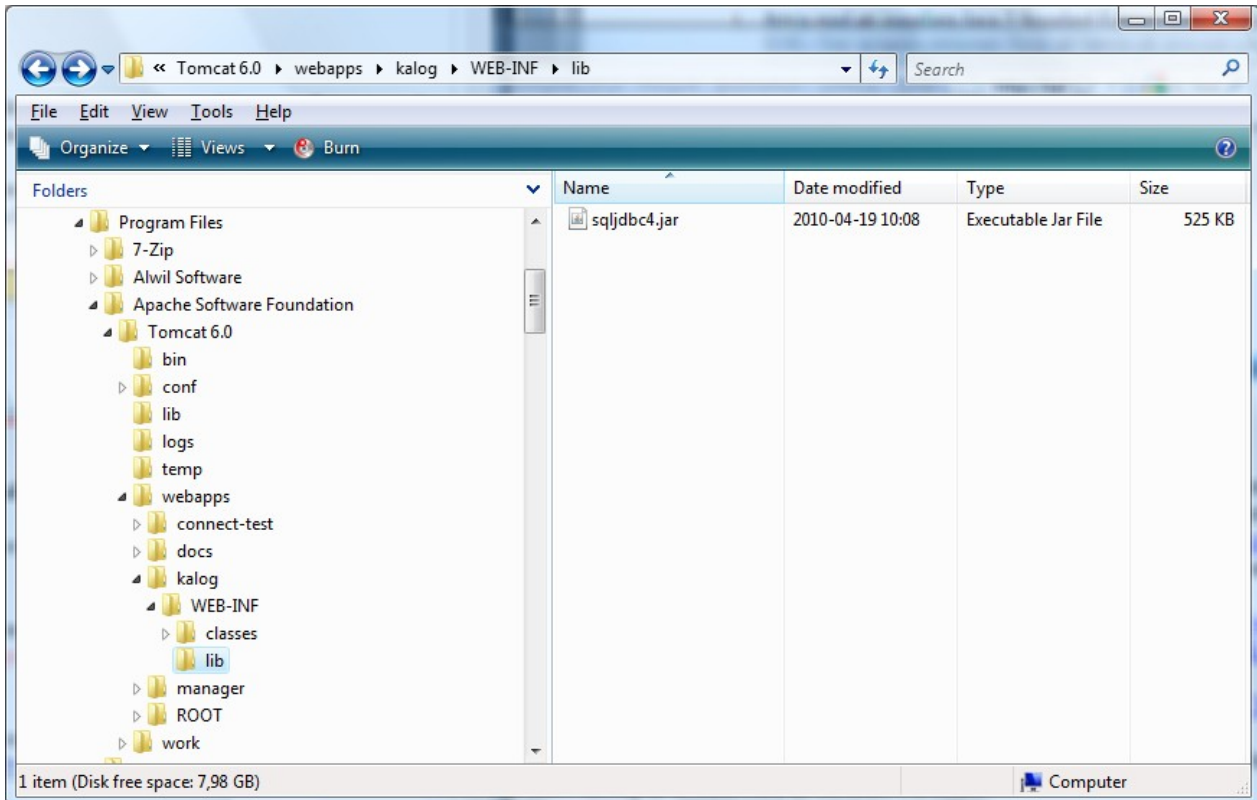 « Tomcat 6.0 ▸ webapps ▸ kalog ▸ WEB-INF ▸ lib
Search
File Edit View Tools Help
Organize Views Burn
Folders
Name Date modified Type Size
Program Files
7-Zip
Alwil Software
Apache Software Foundation
Tomcat 6.0
bin
conf
lib
logs
temp
webapps
connect-test
docs
kalog
WEB-INF
classes
lib
manager
ROOT
work
sqljdbc4.jar 2010-04-19 10:08 Executable Jar File 525 KB
1 item (Disk free space: 7,98 GB)
Computer